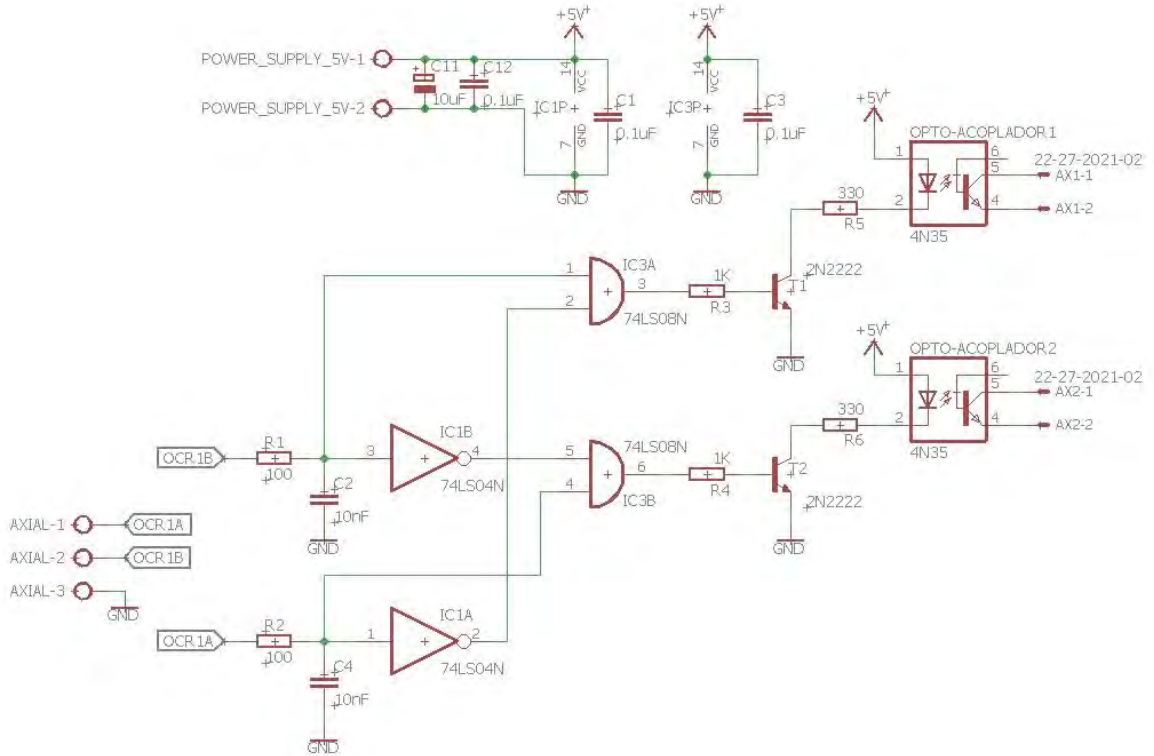 +5V
+5V
POWER_SUPPLY_5V-1
POWER_SUPPLY_5V-2
C11
10uF
C12
0.1uF
14
VCC
IC1P
7
GND
C1
0.1uF
GND
14
VCC
IC3P
7
GND
C3
0.1uF
GND
+5V
OPTO-ACOPLADOR1
1
2
6
5
4
22-27-2021-02
AX1-1
AX1-2
4N35
330
R5
1
2
IC3A
3
74LS08N
1K
R3
2N2222
T1
GND
+5V
OPTO-ACOPLADOR2
1
2
6
5
4
22-27-2021-02
AX2-1
AX2-2
4N35
330
R6
OCR1B
R1
100
3
IC1B
4
74LS04N
5
4
74LS08N
6
IC3B
1K
R4
T2
2N2222
GND
C2
10nF
GND
AXIAL-1
OCR1A
AXIAL-2
OCR1B
AXIAL-3
GND
OCR1A
R2
100
1
IC1A
2
74LS04N
C4
10nF
GND